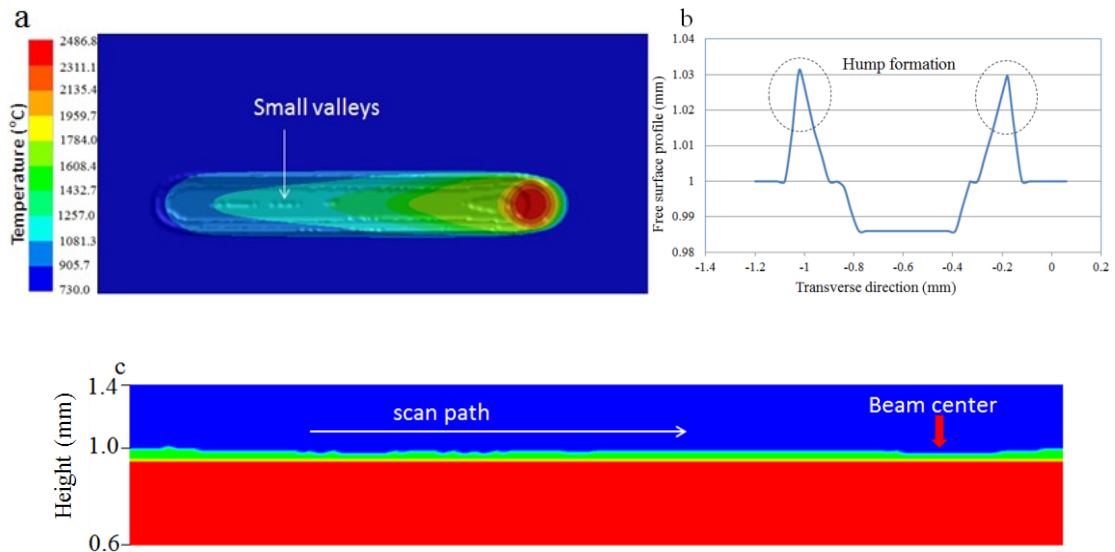 a
Temperature (°C)
2486.8
2311.1
2135.4
1959.7
1784.0
1608.4
1432.7
1257.0
1081.3
905.7
730.0
Small valleys
b
Free surface profile (mm)
1.04
1.03
1.02
1.01
1
0.99
0.98
Hump formation
-1.4 -1.2 -1 -0.8 -0.6 -0.4 -0.2 0 0.2
Transverse direction (mm)
c
Height (mm)
1.4
1.0
0.6
scan path
Beam center